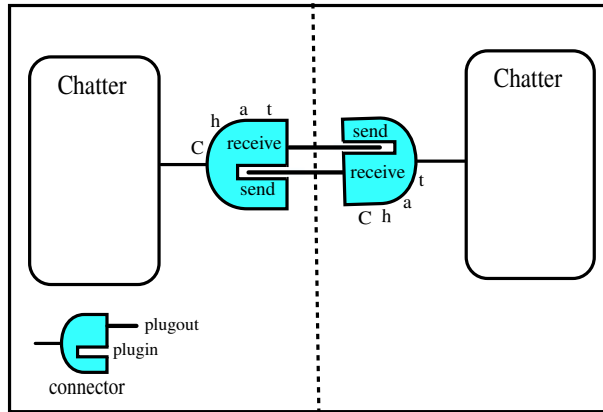 Chatter
Chatter
C h a t
receive
send
send
receive
C h a t
plugout
plugin
connector